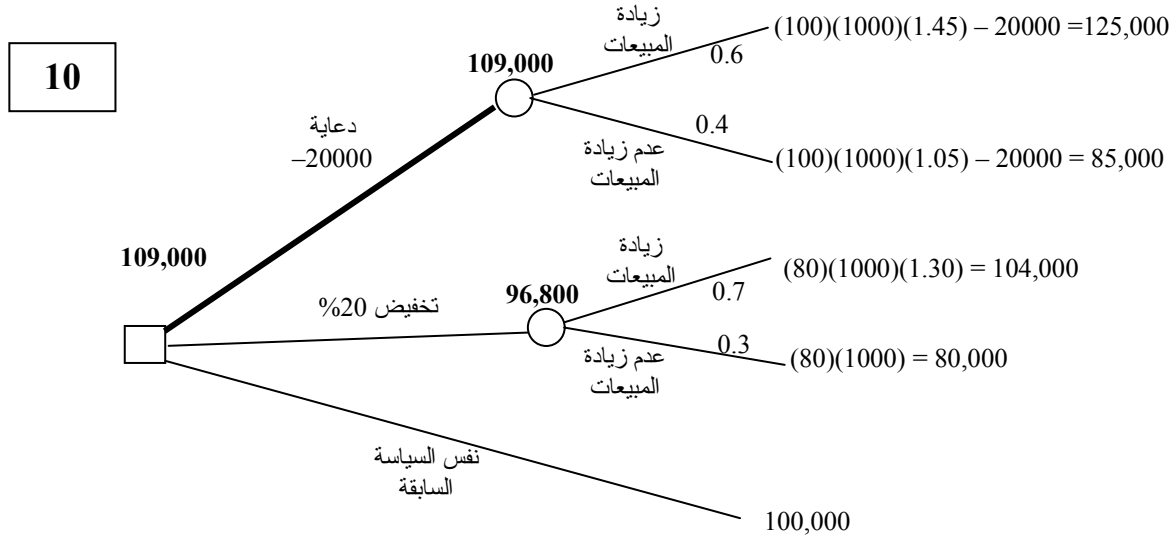 10
زيادة
المبيعات
0.6
(100)(1000)(1.45) – 20000 =125,000
109,000
دعاية
–20000
0.4
عدم زيادة
المبيعات
(100)(1000)(1.05) – 20000 = 85,000
109,000
زيادة
المبيعات
0.7
(80)(1000)(1.30) = 104,000
تخفيض 20%
96,800
0.3
عدم زيادة
المبيعات
(80)(1000) = 80,000
نفس السياسة
السابقة
100,000